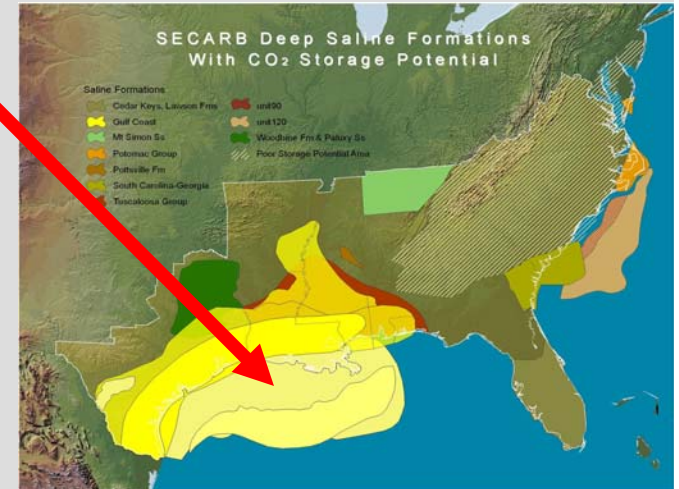 SECARB Deep Saline Formations
With CO₂ Storage Potential
Saline Formations
Cedar Keys, Lawson Fms
Gulf Coast
Mt Simon Ss
Potomac Group
Pottsville Fm
South Carolina-Georgia
Tuscaloosa Group
unit90
unit120
Woodbine Fm & Paluxy Ss
Poor Storage Potential Area